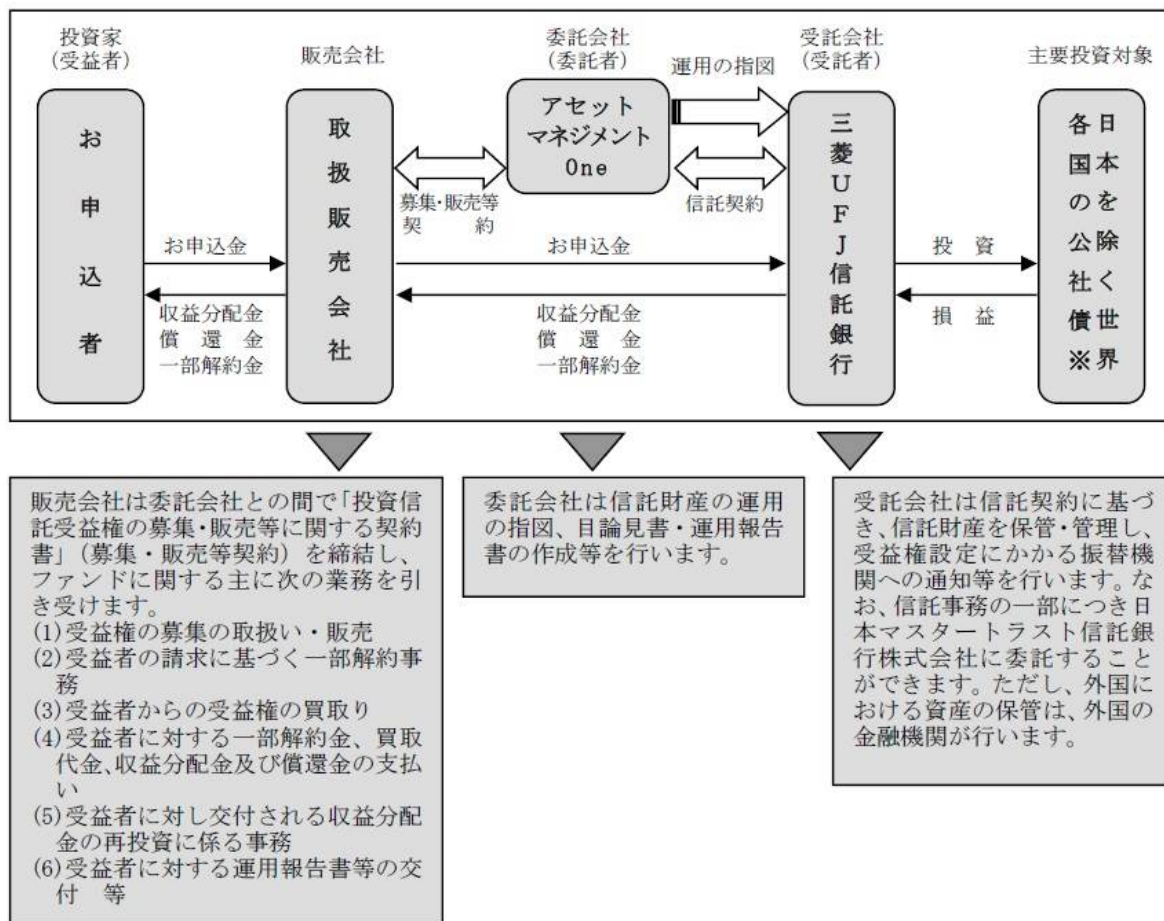 投資家
(受益者)
販売会社
委託会社
(委託者)
運用の指図
受託会社
(受託者)
主要投資対象
お申込者
取扱販売会社
アセット
マネジメント
One
三菱UFJ信託銀行
日本を除く世界
各国の公社債※
募集・販売等
契　　　約
信託契約
お申込金
お申込金
投　資
収益分配金
償　還　金
一部解約金
収益分配金
償　還　金
一部解約金
損　益
販売会社は委託会社との間で「投資信
託受益権の募集・販売等に関する契約
書」（募集・販売等契約）を締結し、
ファンドに関する主に次の業務を引
き受けます。
(1)受益権の募集の取扱い・販売
(2)受益者の請求に基づく一部解約事
務
(3)受益者からの受益権の買取り
(4)受益者に対する一部解約金、買取
代金、収益分配金及び償還金の支払
い
(5)受益者に対し交付される収益分配
金の再投資に係る事務
(6)受益者に対する運用報告書等の交
付　等
委託会社は信託財産の運用
の指図、目論見書・運用報告
書の作成等を行います。
受託会社は信託契約に基づ
き、信託財産を保管・管理し、
受益権設定にかかる振替機
関への通知等を行います。な
お、信託事務の一部につき日
本マスタートラスト信託銀
行株式会社に委託すること
ができます。ただし、外国に
おける資産の保管は、外国の
金融機関が行います。